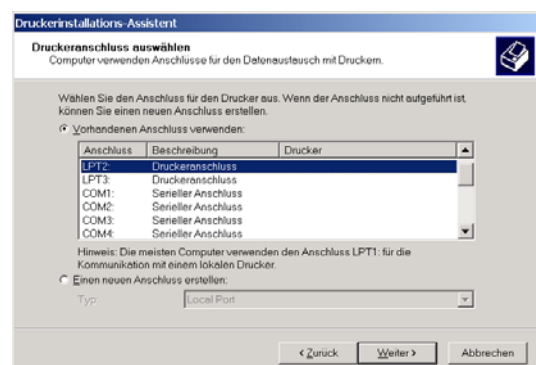 Druckerinstallations-Assistent
Druckeranschluss auswählen
Computer verwenden Anschlüsse für den Datenaustausch mit Druckern.
Wählen Sie den Anschluss für den Drucker aus. Wenn der Anschluss nicht aufgeführt ist,
können Sie einen neuen Anschluss erstellen.
Vorhandenen Anschluss verwenden:
Anschluss Beschreibung Drucker
LPT2: Druckeranschluss
LPT3: Druckeranschluss
COM1: Serieller Anschluss
COM2: Serieller Anschluss
COM3: Serieller Anschluss
COM4: Serieller Anschluss
Hinweis: Die meisten Computer verwenden den Anschluss LPT1: für die
Kommunikation mit einem lokalen Drucker.
Einen neuen Anschluss erstellen:
Typ: Local Port
< Zurück Weiter > Abbrechen